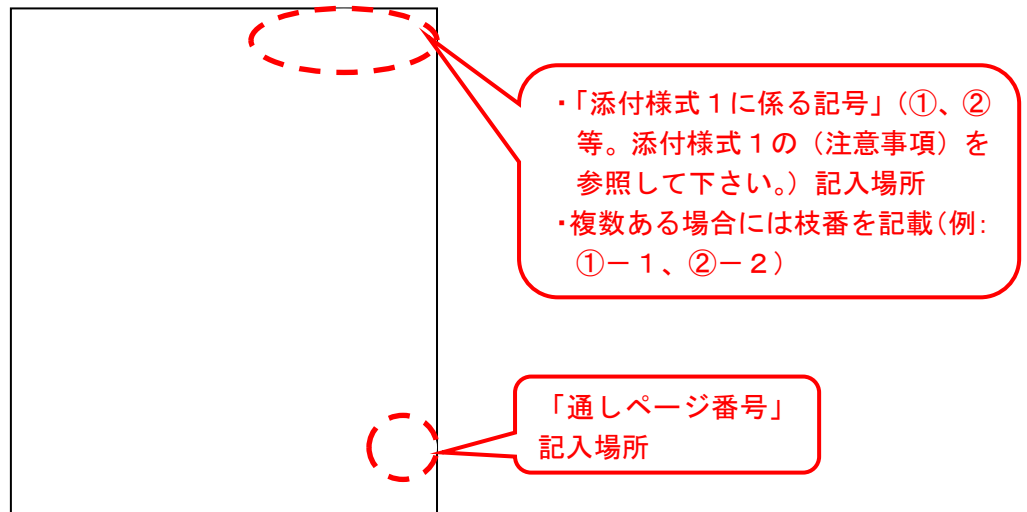 ・「添付様式１に係る記号」（①、②
等。添付様式１の（注意事項）を
参照して下さい。）記入場所
・複数ある場合には枝番を記載（例：
①－１、②－２）
「通しページ番号」
記入場所